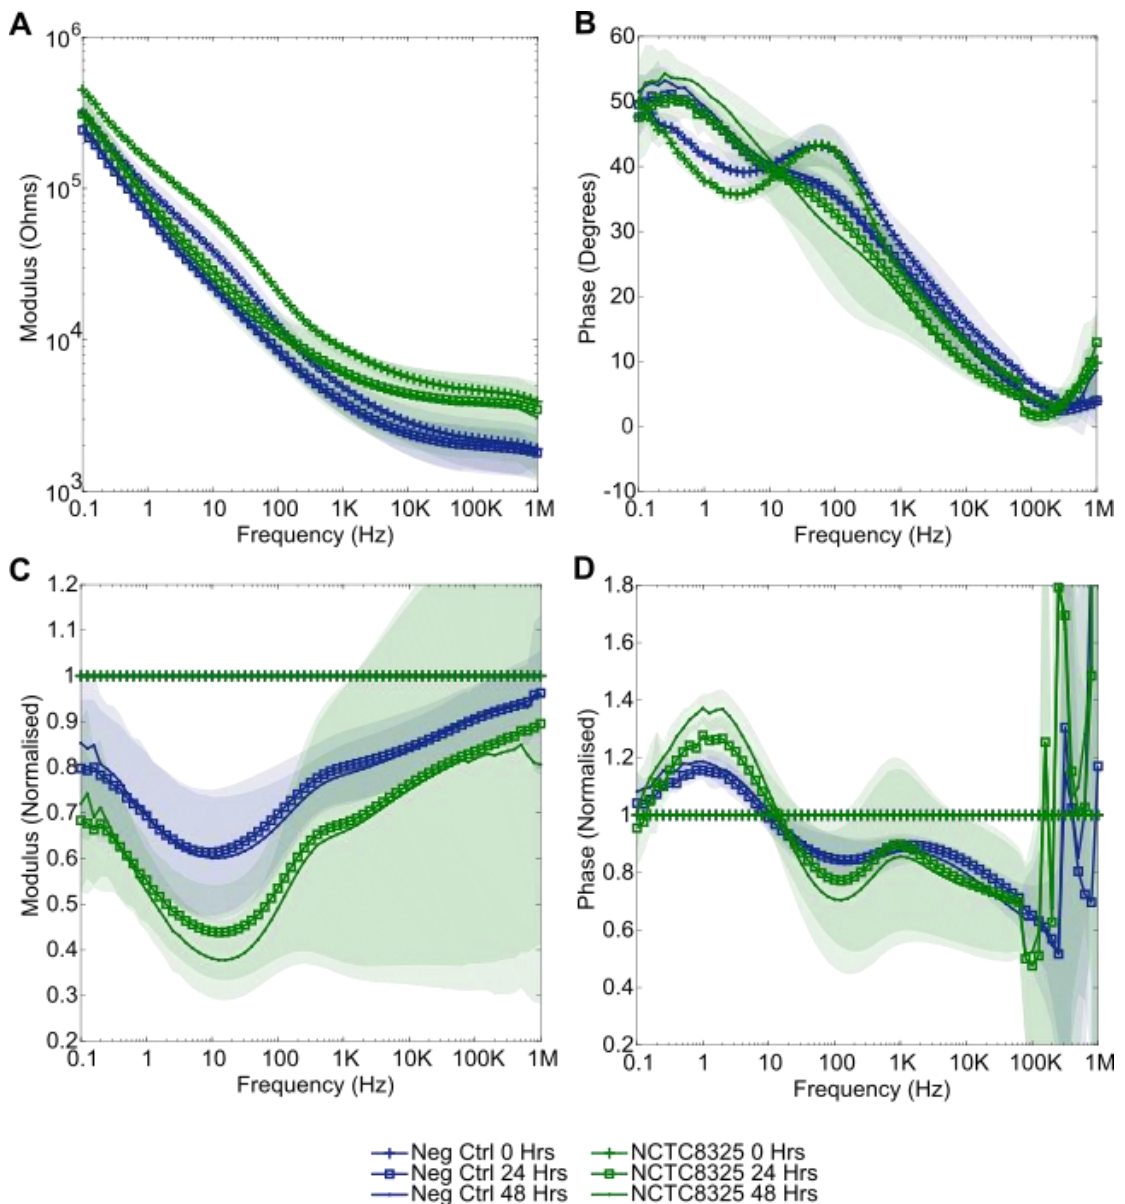 A
B
10^6
10^5
10^4
10^3
Modulus (Ohms)
0.1 1 10 100 1K 10K 100K 1M
Frequency (Hz)
60
50
40
30
20
10
0
-10
Phase (Degrees)
0.1 1 10 100 1K 10K 100K 1M
Frequency (Hz)
C
D
1.2
1.1
1
0.9
0.8
0.7
0.6
0.5
0.4
0.3
0.2
Modulus (Normalised)
0.1 1 10 100 1K 10K 100K 1M
Frequency (Hz)
1.8
1.6
1.4
1.2
1
0.8
0.6
0.4
0.2
Phase (Normalised)
0.1 1 10 100 1K 10K 100K 1M
Frequency (Hz)
Neg Ctrl 0 Hrs NCTC8325 0 Hrs
Neg Ctrl 24 Hrs NCTC8325 24 Hrs
Neg Ctrl 48 Hrs NCTC8325 48 Hrs